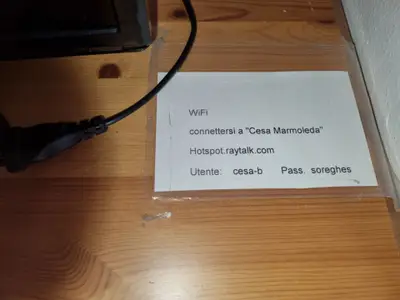 WiFi
connettersi a "Cesa Marmoleda"
Hotspot.raytalk.com
Utente: cesa-b Pass. soreghes